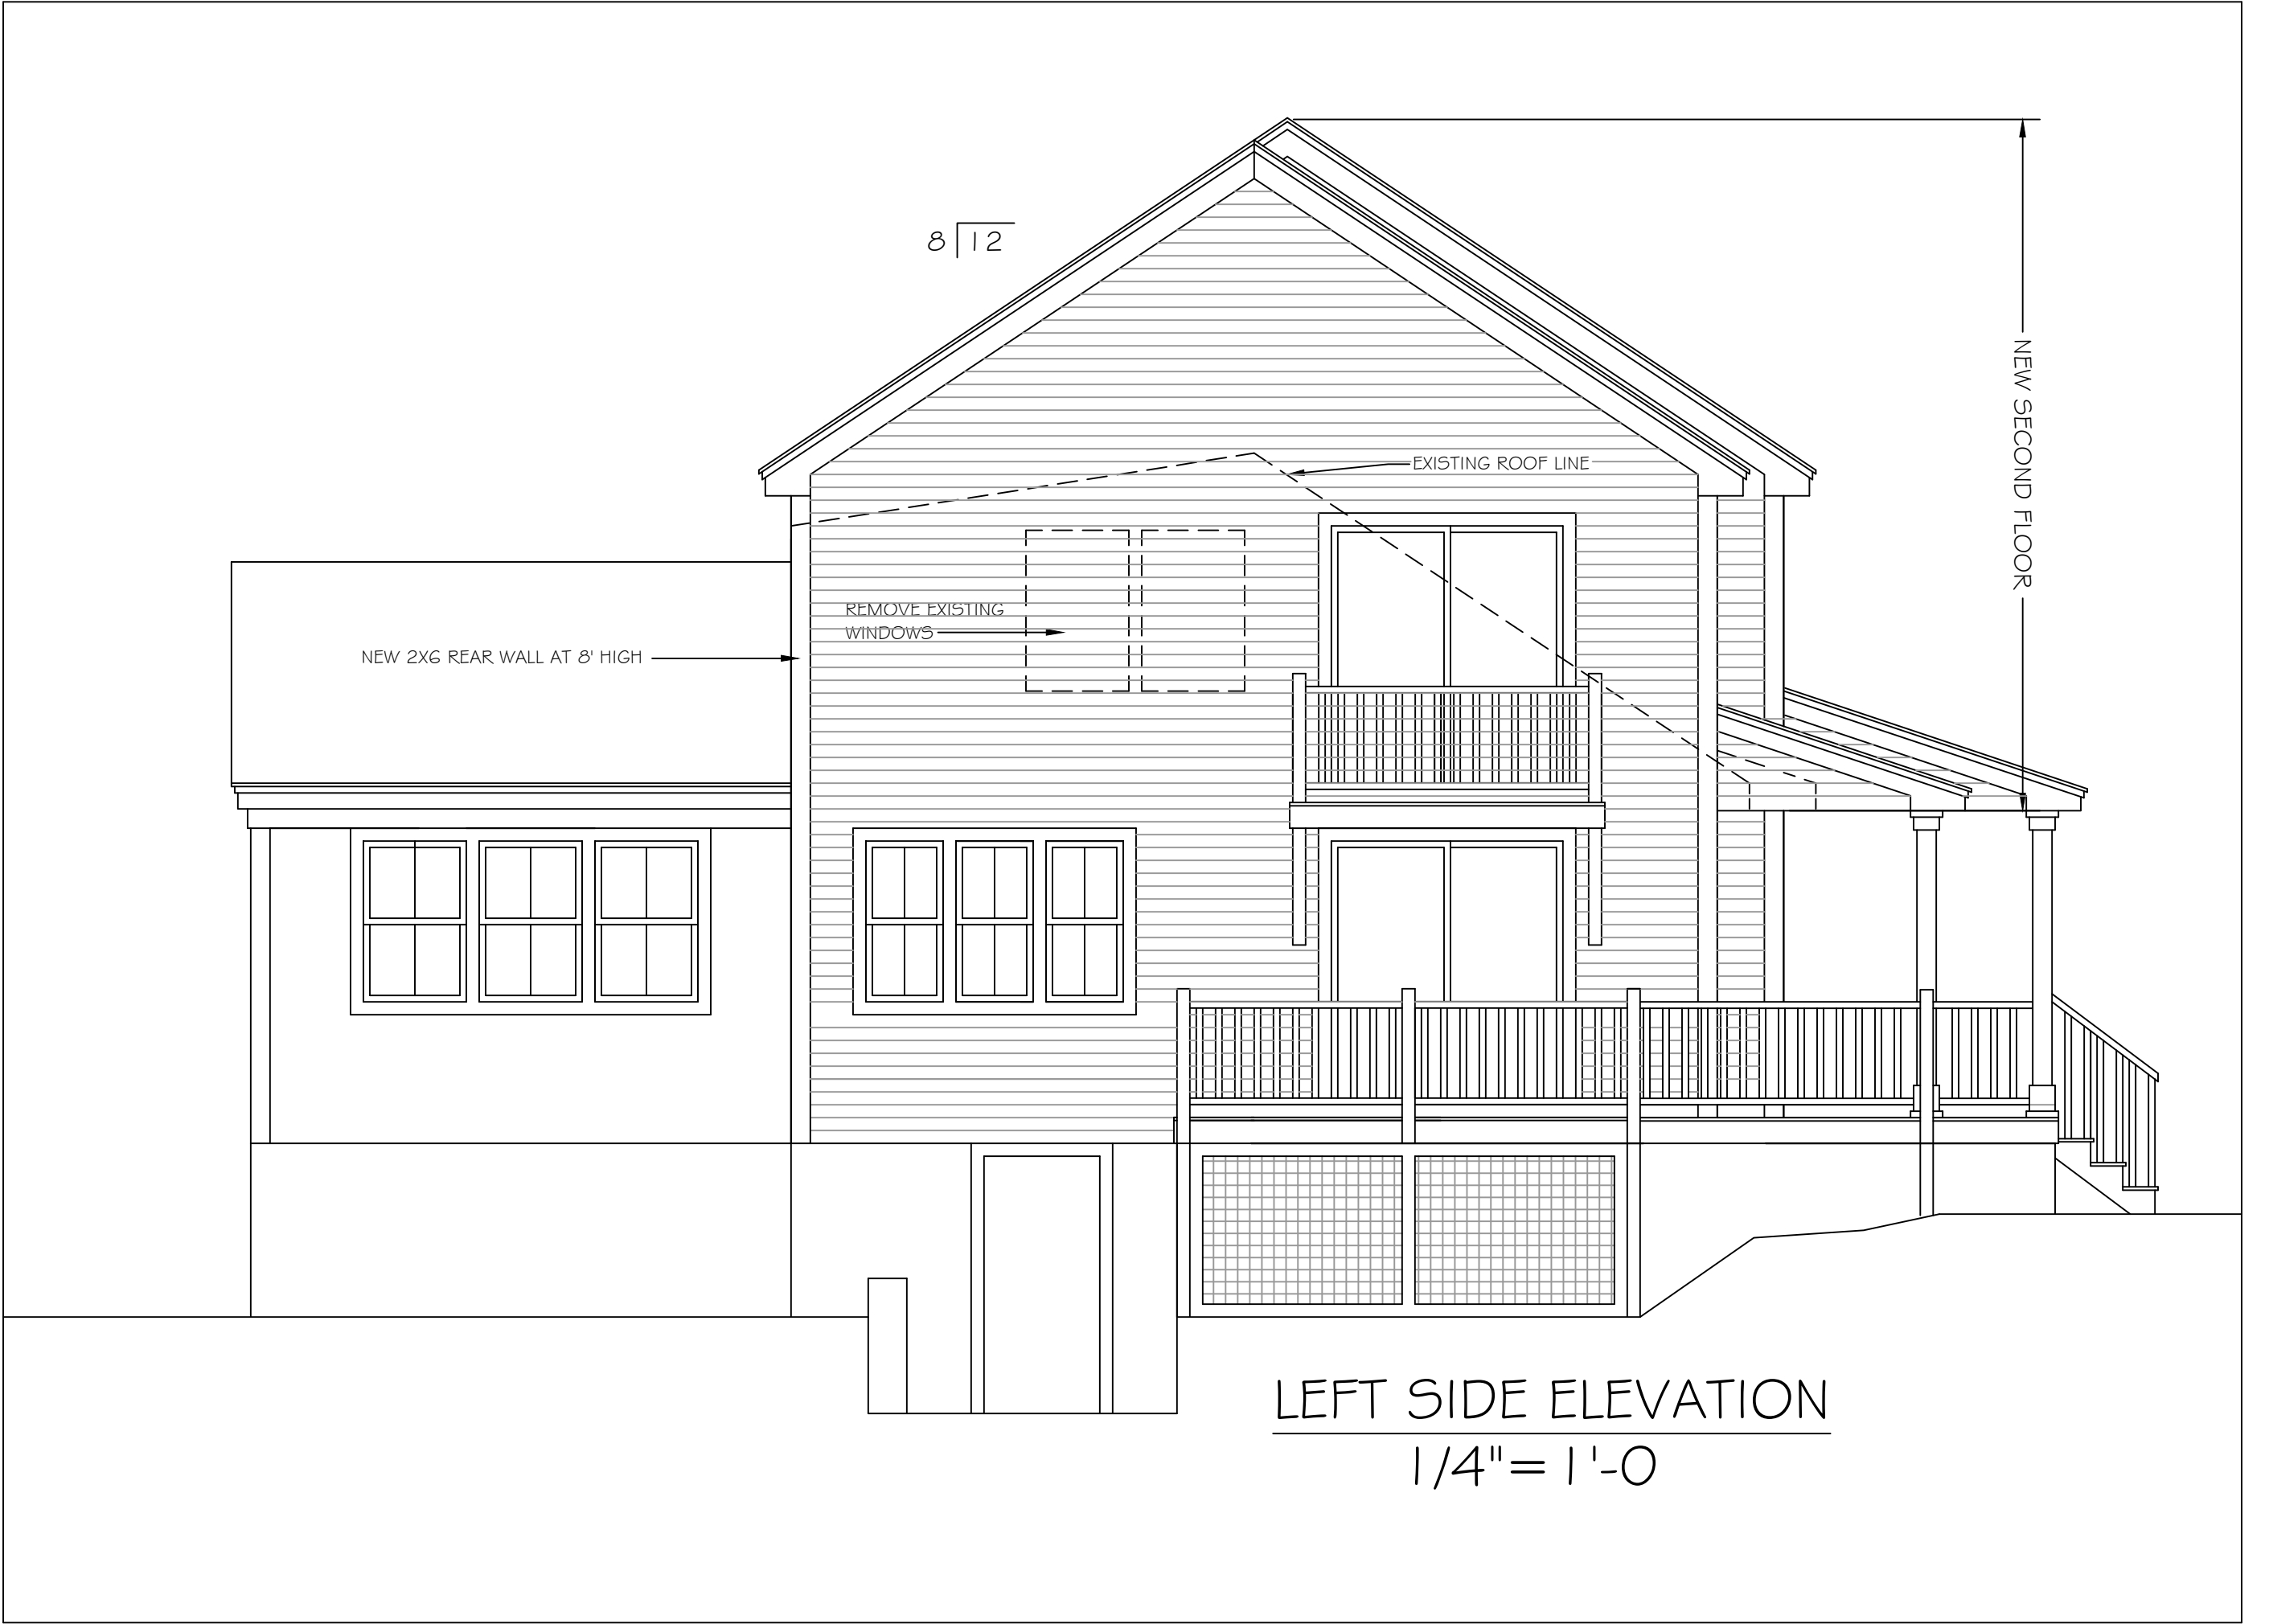 8 12
EXISTING ROOF LINE
NEW SECOND FLOOR
REMOVE EXISTING
WINDOWS
NEW 2X6 REAR WALL AT 8' HIGH
LEFT SIDE ELEVATION
1/4"= 1'-0